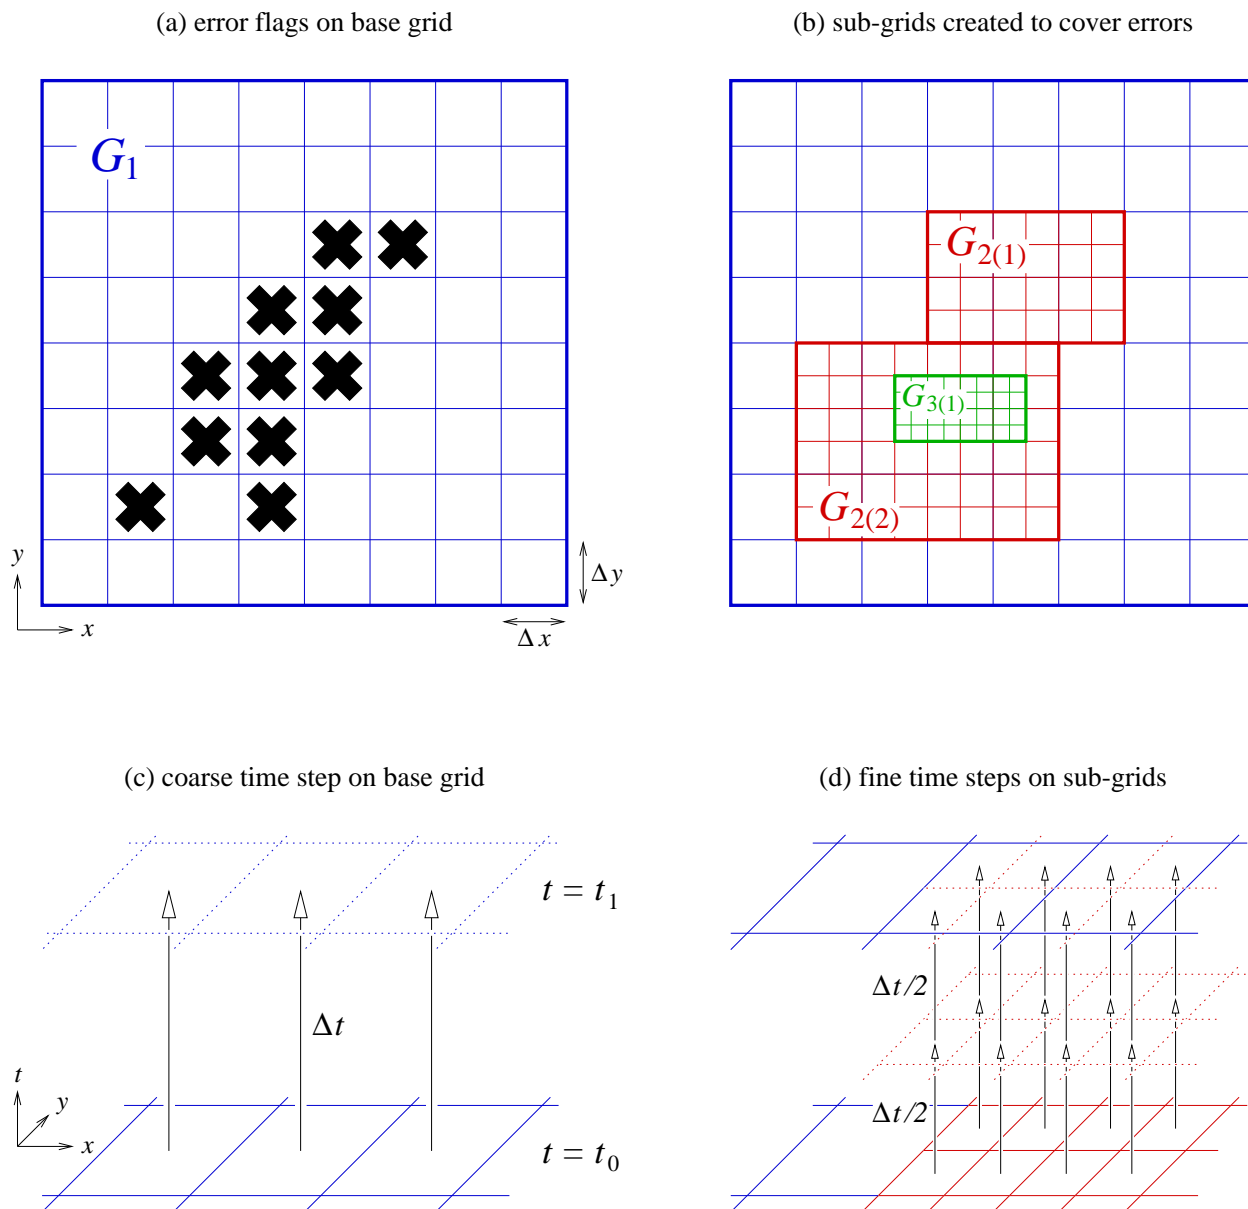 (a) error flags on base grid
(b) sub-grids created to cover errors
G1
G2(1)
G3(1)
G2(2)
y
x
Δy
Δx
(c) coarse time step on base grid
(d) fine time steps on sub-grids
t = t1
Δt
t
y
x
t = t0
Δt/2
Δt/2